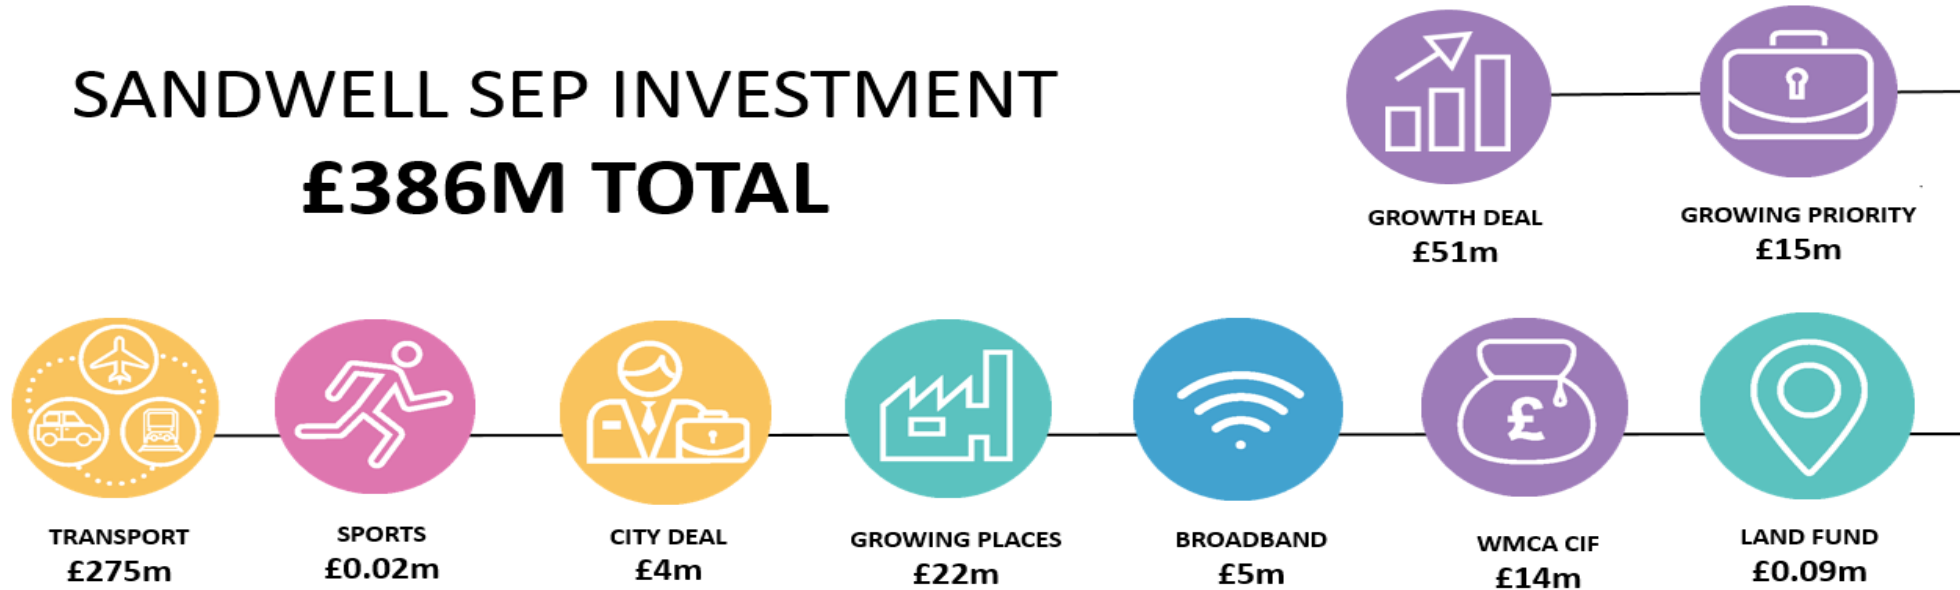 SANDWELL SEP INVESTMENT
£386M TOTAL
GROWTH DEAL
£51m
GROWING PRIORITY
£15m
TRANSPORT
£275m
SPORTS
£0.02m
CITY DEAL
£4m
GROWING PLACES
£22m
BROADBAND
£5m
WMCA CIF
£14m
LAND FUND
£0.09m